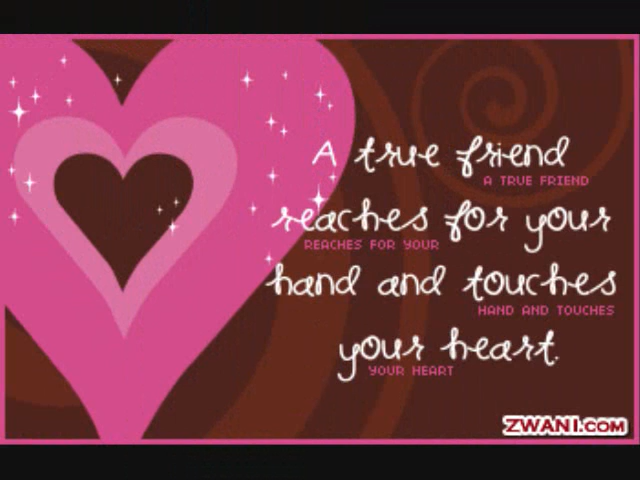 A true friend
A TRUE FRIEND
reaches for your
REACHES FOR YOUR
hand and touches
HAND AND TOUCHES
your heart.
YOUR HEART
ZWANI.COM